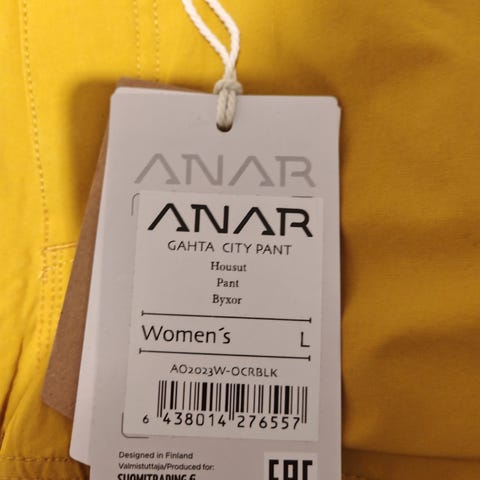 ANAR
ANAR
GAHTA CITY PANT
Housut
Pant
Byxor
Women´s L
AO2023W-OCRBLK
6 438014 276557
Designed in Finland
Valmistuttaja/Produced for:
SUOMITRADING
EAC